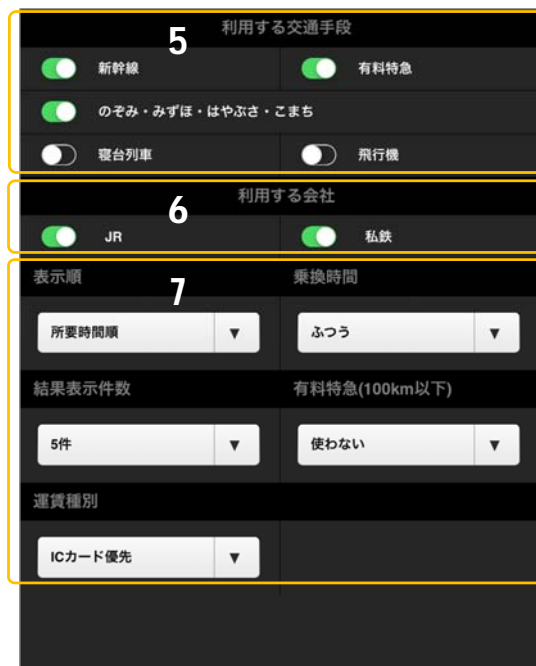 利用する交通手段
5
新幹線 有料特急
のぞみ・みずほ・はやぶさ・こまち
寝台列車 飛行機
利用する会社
6
JR 私鉄
表示順 乗換時間
7
所要時間順 ▼ ふつう ▼
結果表示件数 有料特急(100km以下)
5件 ▼ 使わない ▼
運賃種別
ICカード優先 ▼